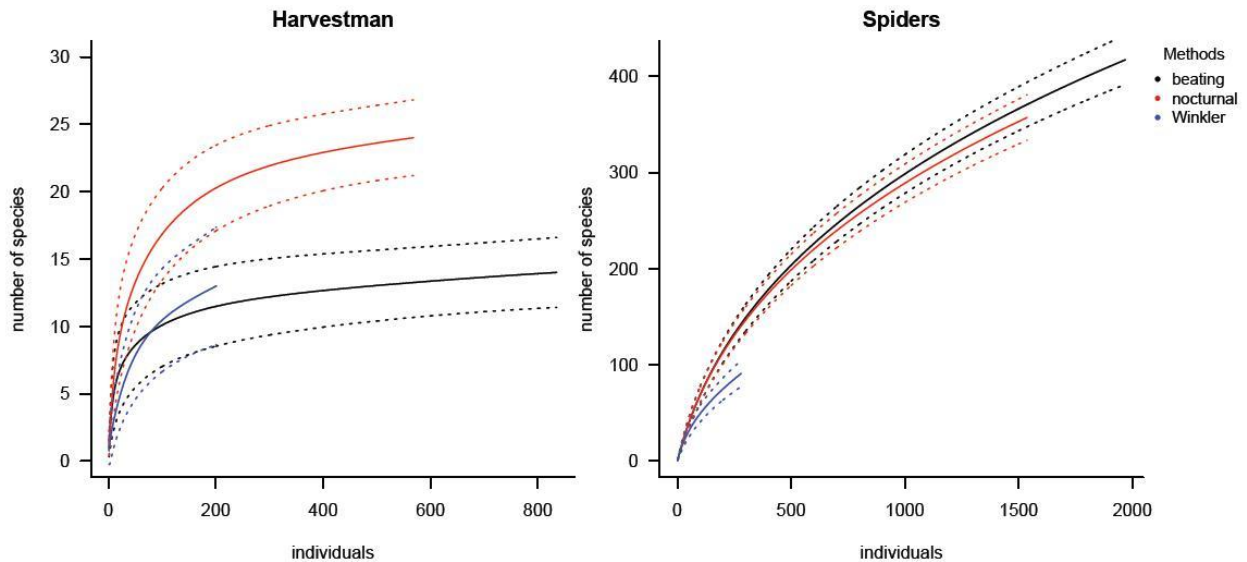 Harvestman
number of species
30
25
20
15
10
5
0
0 200 400 600 800
individuals
Spiders
number of species
400
300
200
100
0
0 500 1000 1500 2000
individuals
Methods
beating
nocturnal
Winkler